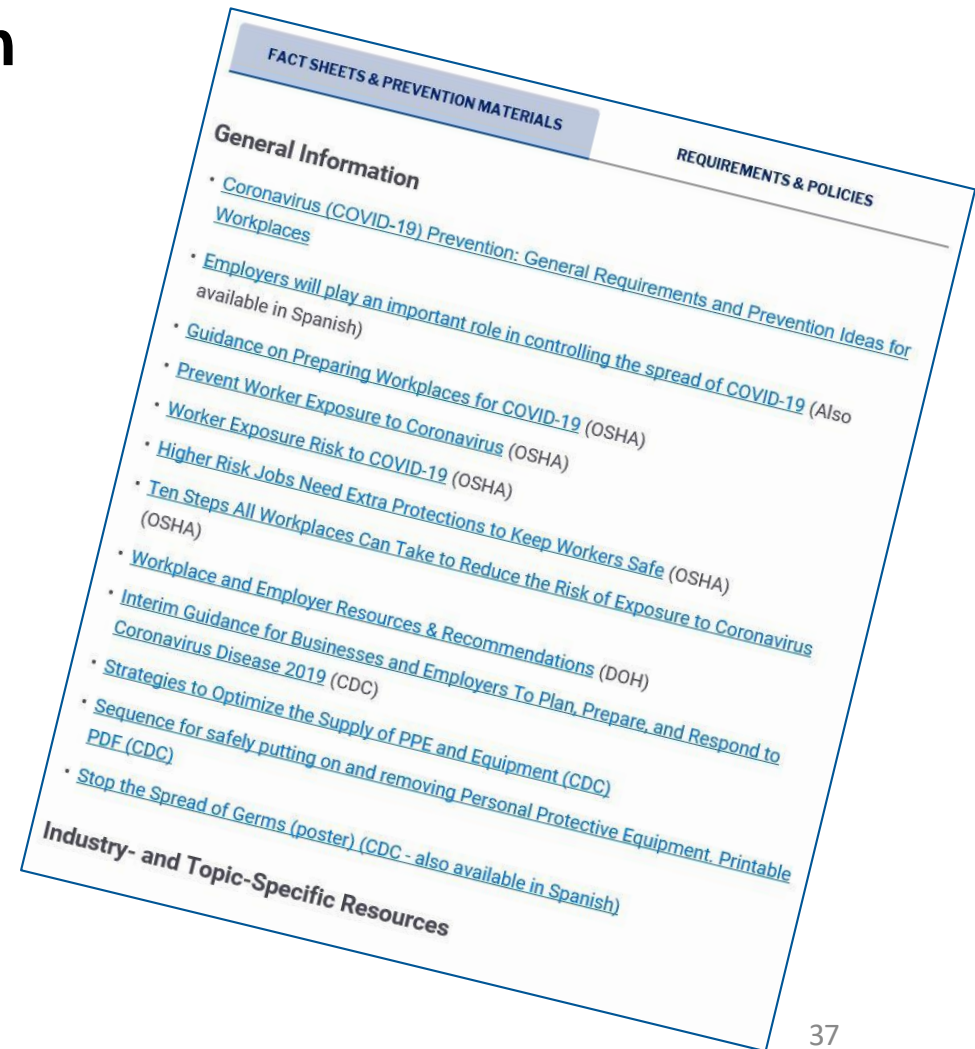 n
FACT SHEETS & PREVENTION MATERIALS
REQUIREMENTS & POLICIES
General Information
• Coronavirus (COVID-19) Prevention: General Requirements and Prevention Ideas for
Workplaces
• Employers will play an important role in controlling the spread of COVID-19 (Also
available in Spanish)
• Guidance on Preparing Workplaces for COVID-19 (OSHA)
• Prevent Worker Exposure to Coronavirus (OSHA)
• Worker Exposure Risk to COVID-19 (OSHA)
• Higher Risk Jobs Need Extra Protections to Keep Workers Safe (OSHA)
• Ten Steps All Workplaces Can Take to Reduce the Risk of Exposure to Coronavirus
(OSHA)
• Workplace and Employer Resources & Recommendations (DOH)
• Interim Guidance for Businesses and Employers To Plan, Prepare, and Respond to
Coronavirus Disease 2019 (CDC)
• Strategies to Optimize the Supply of PPE and Equipment (CDC)
• Sequence for safely putting on and removing Personal Protective Equipment. Printable
PDF (CDC)
• Stop the Spread of Germs (poster) (CDC - also available in Spanish)
Industry- and Topic-Specific Resources
37